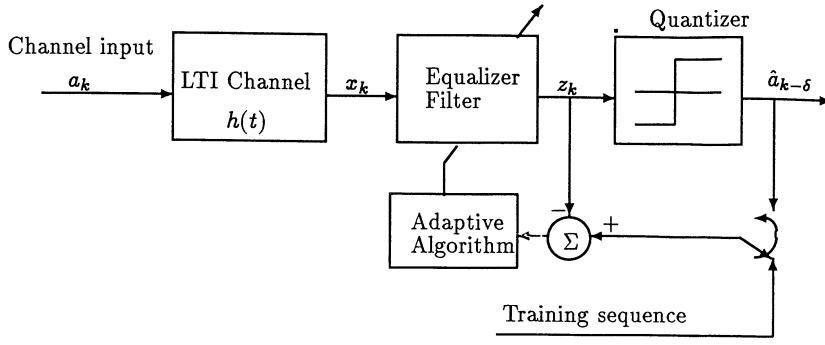 Quantizer
Channel input
a_k
LTI Channel
h(t)
x_k
Equalizer
Filter
z_k
â_{k−δ}
−
+
Σ
Adaptive
Algorithm
Training sequence